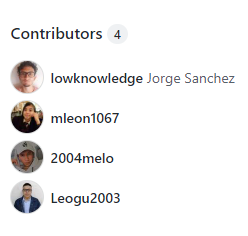 Contributors 4
lowknowledge Jorge Sanchez
mleon1067
2004melo
Leogu2003